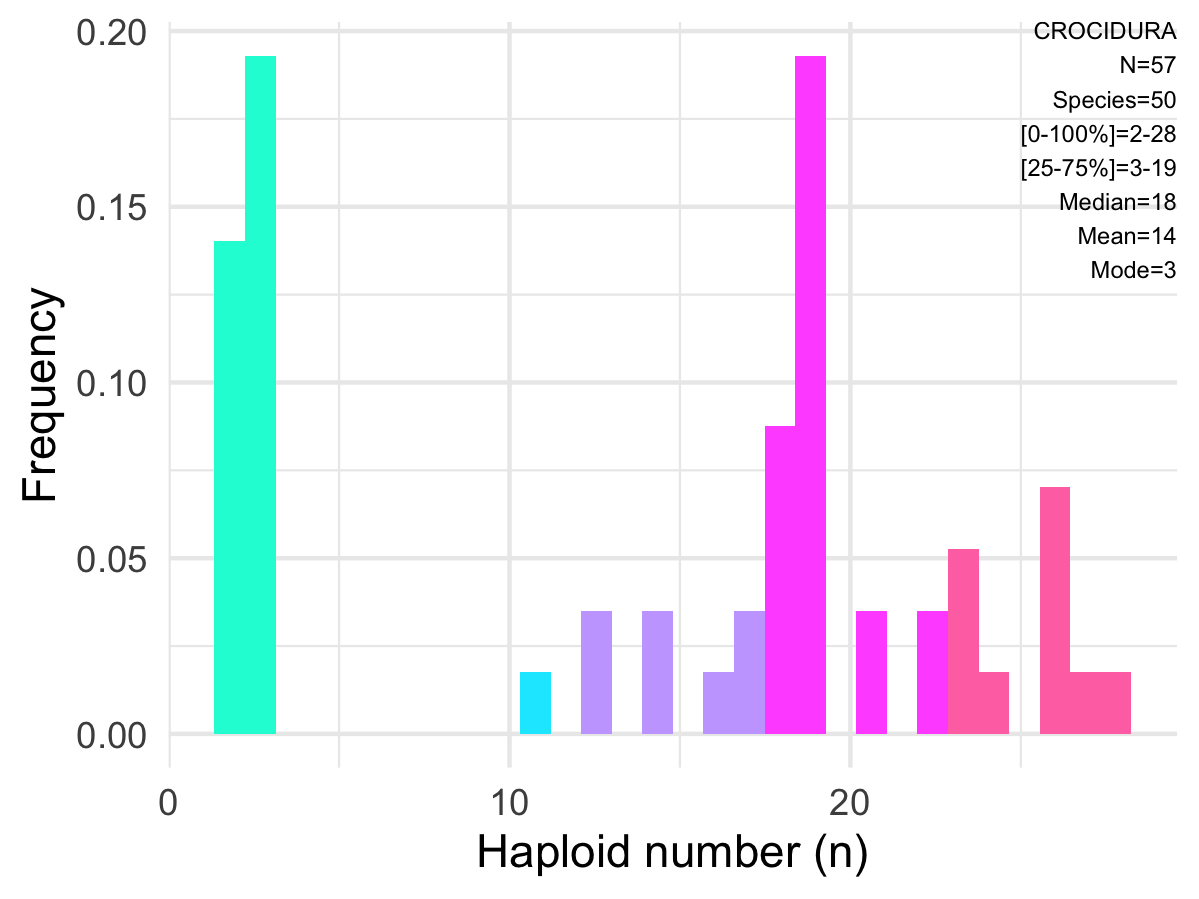 CROCIDURA
N=57
Species=50
[0-100%]=2-28
[25-75%]=3-19
Median=18
Mean=14
Mode=3
0.20
0.15
0.10
0.05
0.00
Frequency
0 10 20
Haploid number (n)